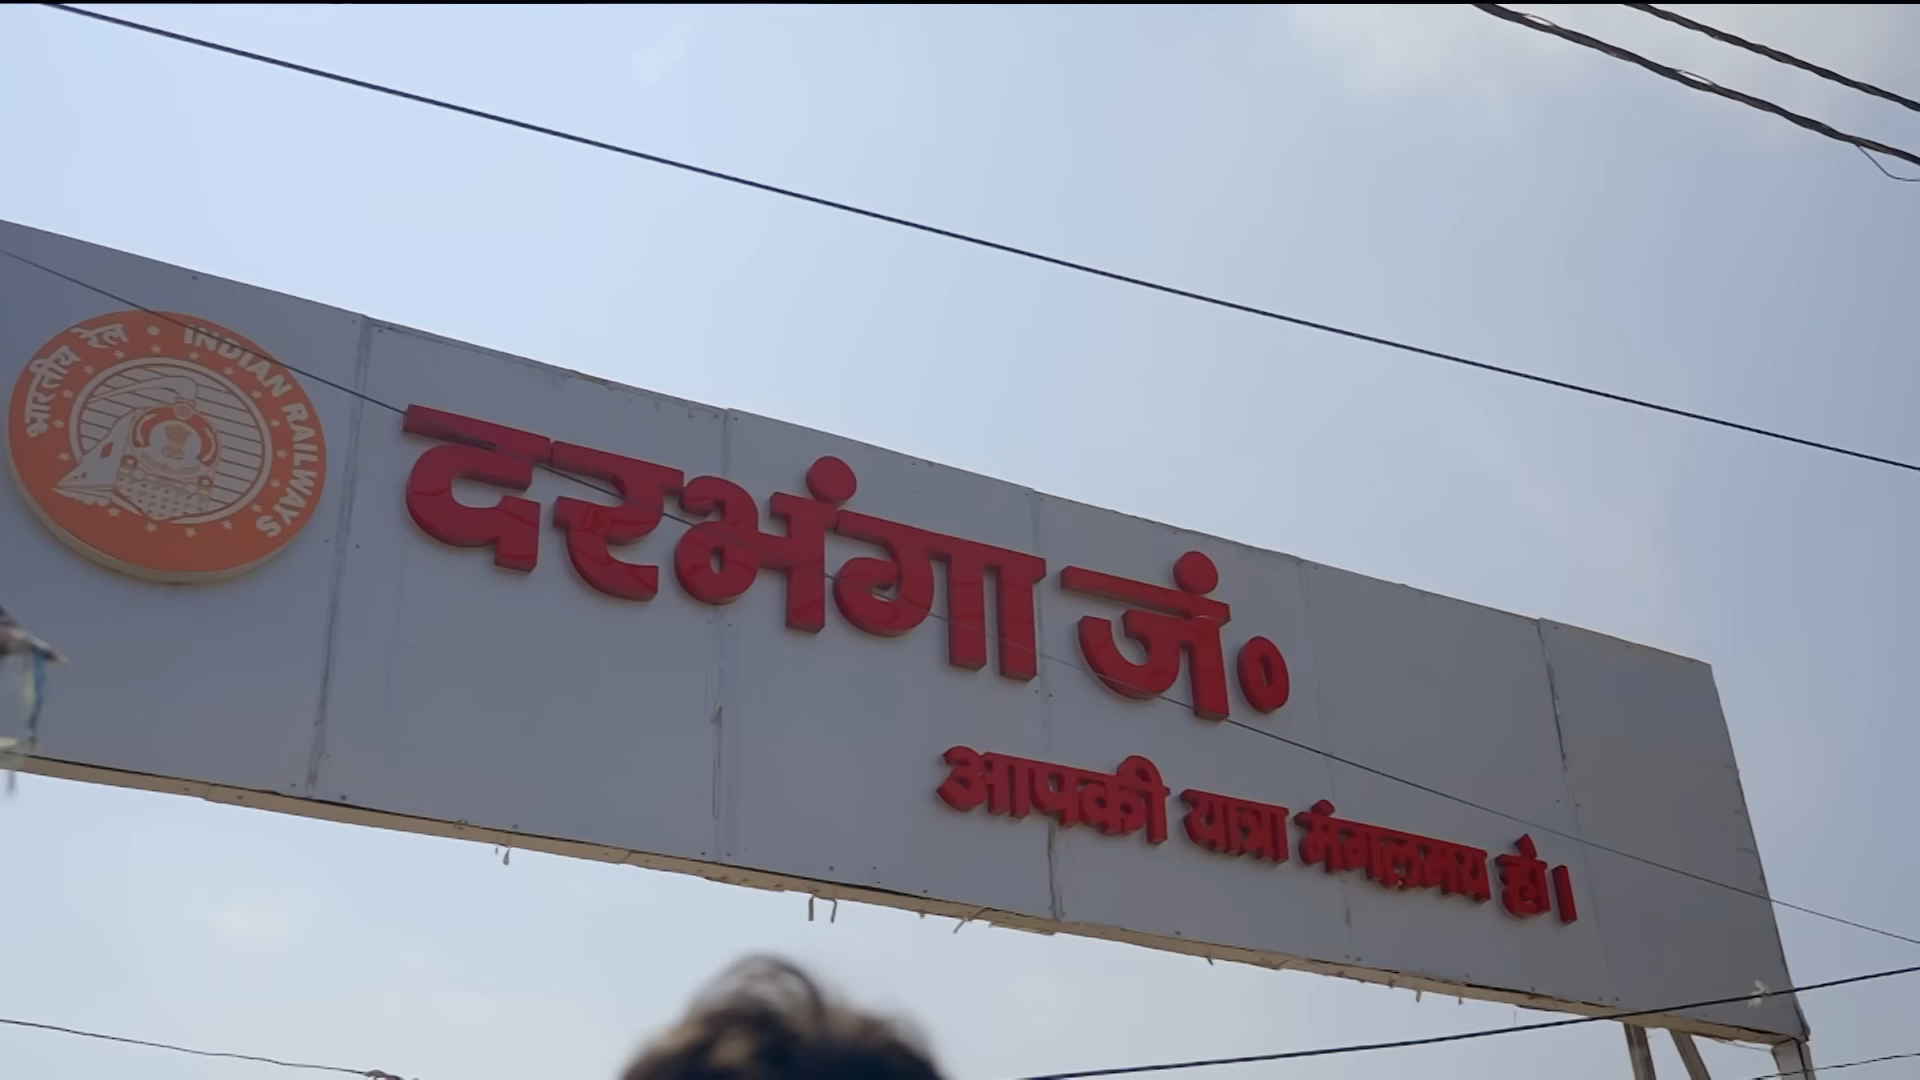 भारतीय रेल • INDIAN RAILWAYS
दरभंगा जं०
आपकी यात्रा मंगलमय हो।